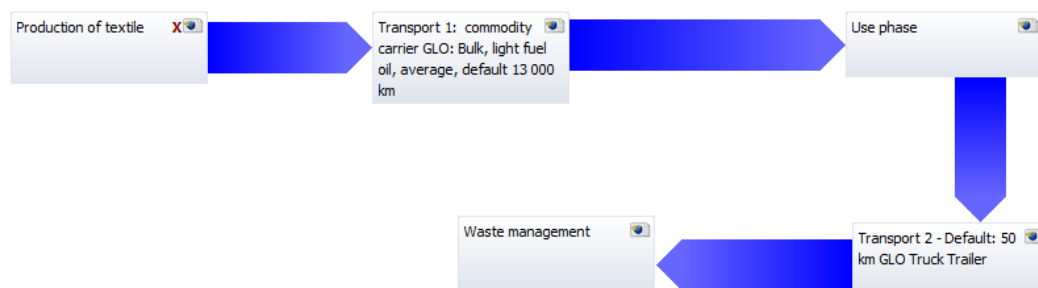 Production of textile X
Transport 1:  commodity
carrier GLO: Bulk, light fuel
oil, average, default 13 000
km
Use phase
Transport 2 - Default: 50
km GLO Truck Trailer
Waste management